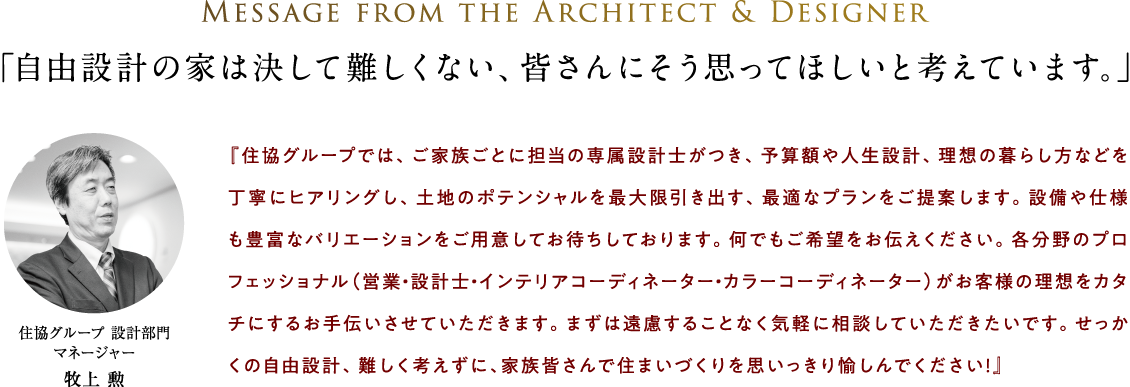 MESSAGE FROM THE ARCHITECT & DESIGNER
「自由設計の家は決して難しくない、皆さんにそう思ってほしいと考えています。」
『住協グループでは、ご家族ごとに担当の専属設計士がつき、予算額や人生設計、理想の暮らし方などを
丁寧にヒアリングし、土地のポテンシャルを最大限引き出す、最適なプランをご提案します。設備や仕様
も豊富なバリエーションをご用意してお待ちしております。何でもご希望をお伝えください。各分野のプロ
フェッショナル（営業・設計士・インテリアコーディネーター・カラーコーディネーター）がお客様の理想をカタ
チにするお手伝いさせていただきます。まずは遠慮することなく気軽に相談していただきたいです。せっか
くの自由設計、難しく考えずに、家族皆さんで住まいづくりを思いっきり愉しんでください!』
住協グループ 設計部門
マネージャー
牧上 勲